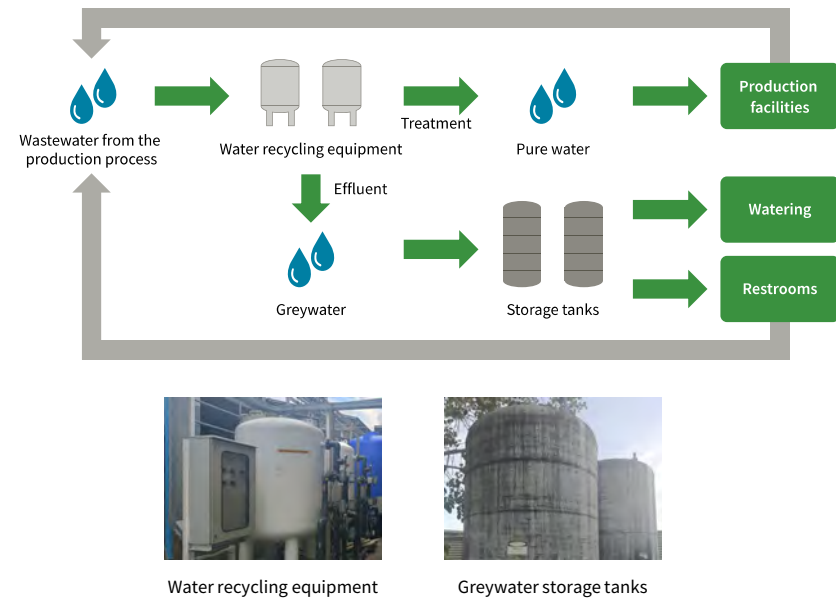 Wastewater from the
production process
Water recycling equipment
Treatment
Pure water
Production
facilities
Effluent
Greywater
Storage tanks
Watering
Restrooms
Water recycling equipment
Greywater storage tanks